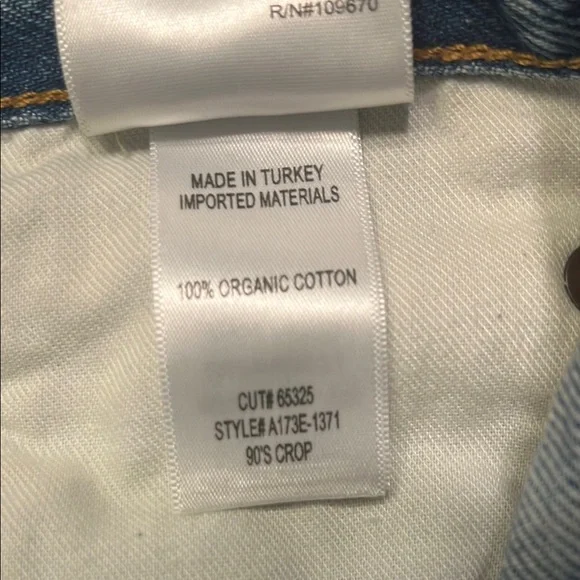 R/N#109670
MADE IN TURKEY
IMPORTED MATERIALS
100% ORGANIC COTTON
CUT# 65325
STYLE# A173E-1371
90'S CROP